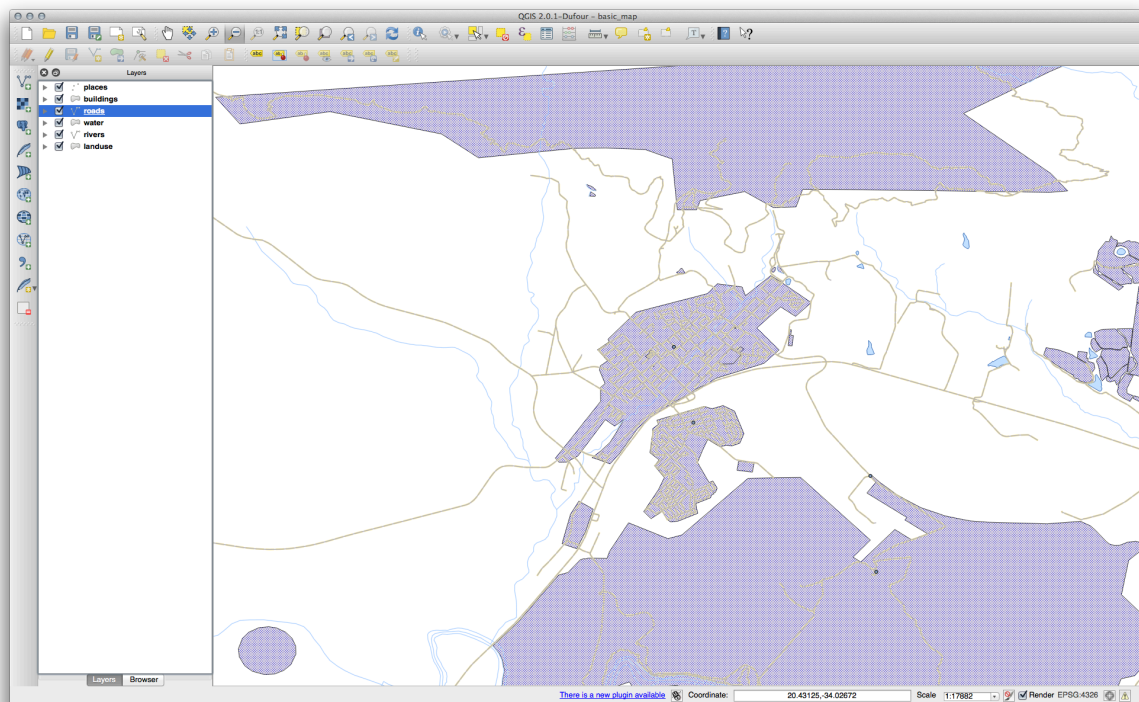 QGIS 2.0.1-Dufour – basic_map
Layers
places
buildings
roads
water
rivers
landuse
Layers Browser
There is a new plugin available Coordinate: 20.43125,-34.02672 Scale 1:17882 Render EPSG:4326